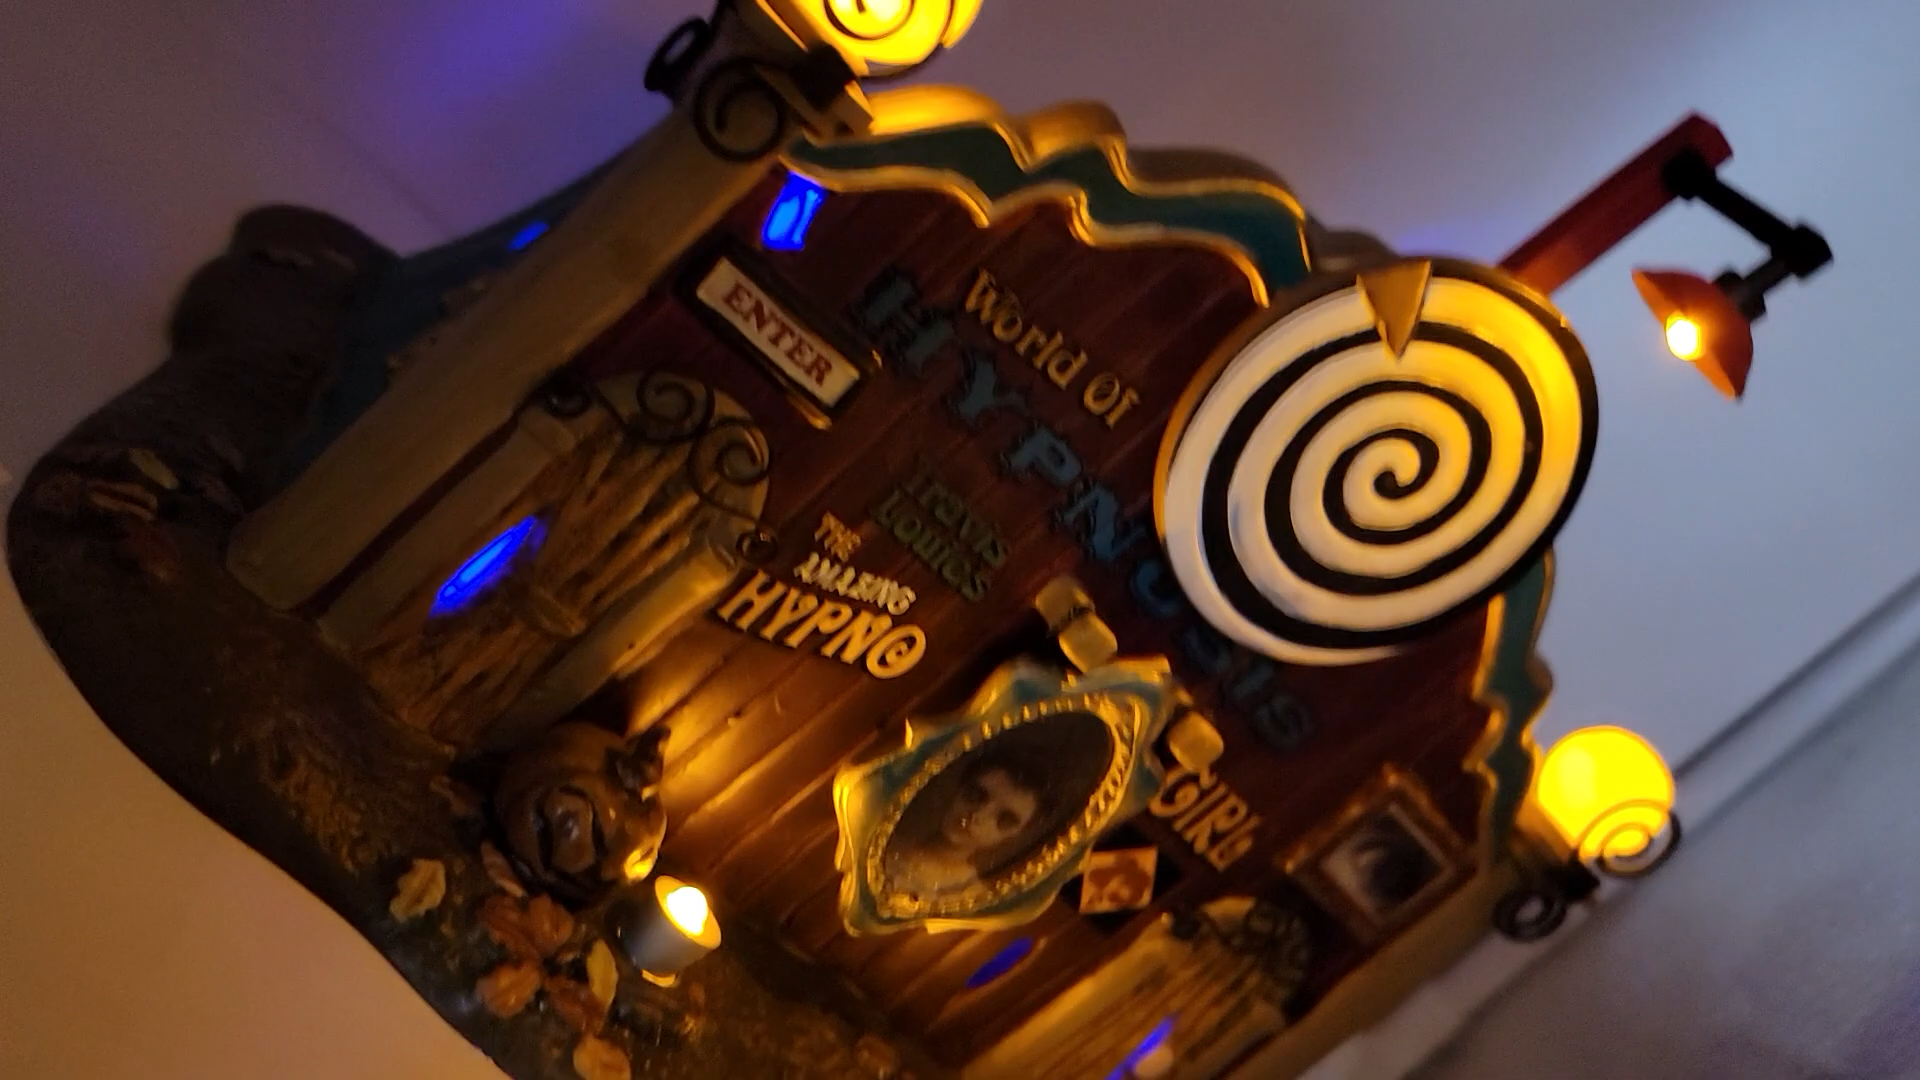 ENTER
World Of
HYPNOSIS
THE
AMAZING
HYPNO
GIRL